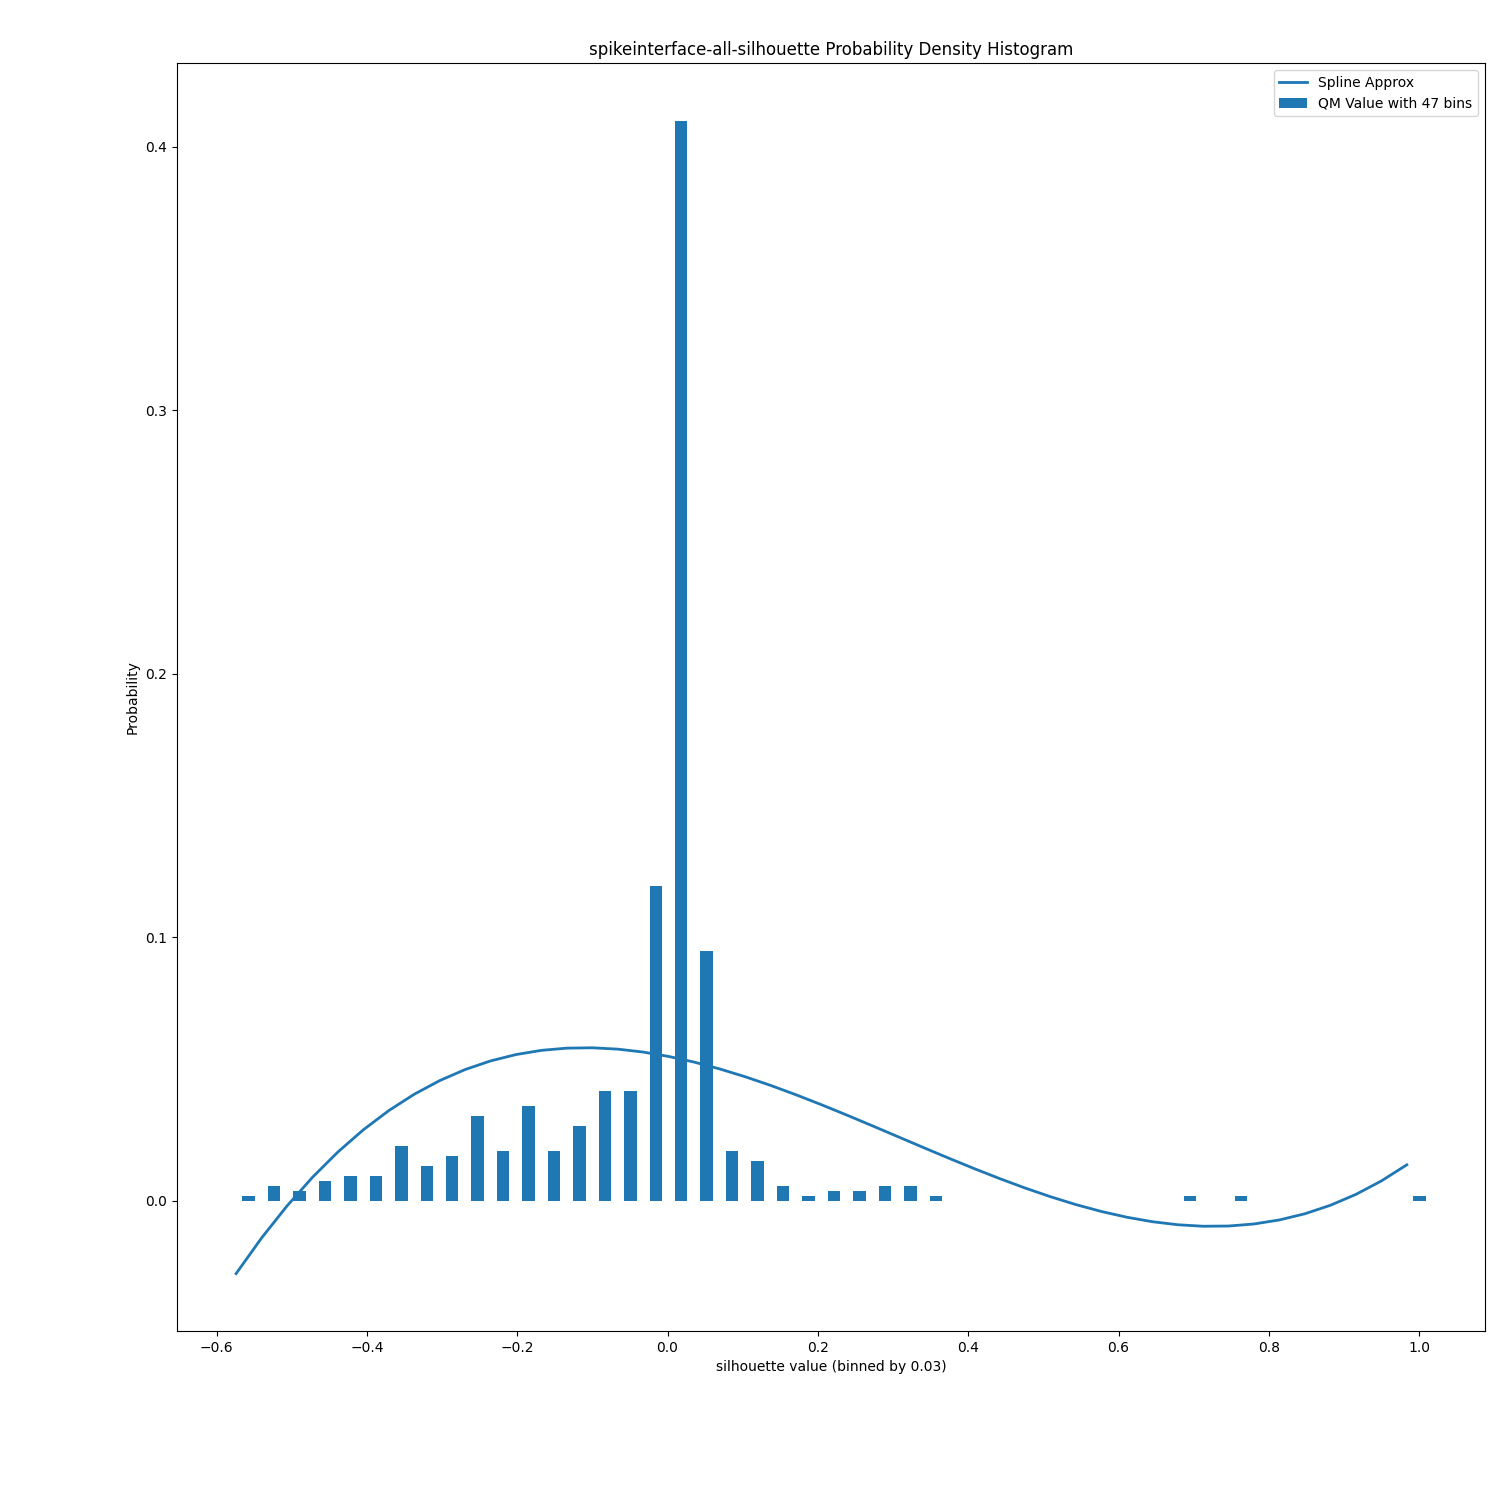 spikeinterface-all-silhouette Probability Density Histogram
Spline Approx
QM Value with 47 bins
0.4
0.3
0.2
0.1
0.0
Probability
−0.6 −0.4 −0.2 0.0 0.2 0.4 0.6 0.8 1.0
silhouette value (binned by 0.03)